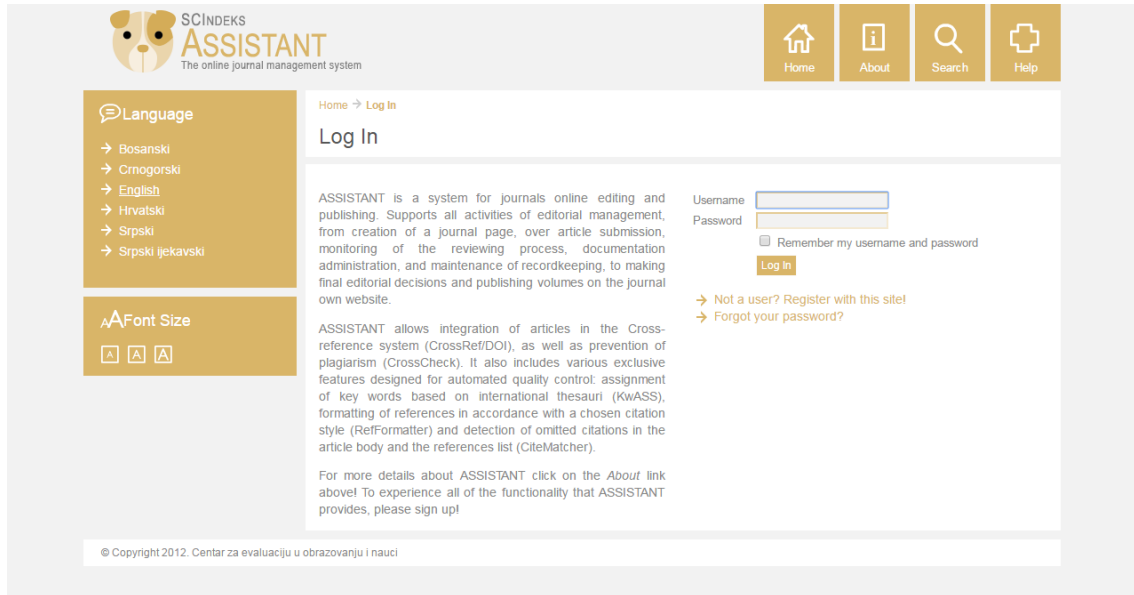 SCINDEKS
ASSISTANT
The online journal management system
Home
About
Search
Help
Language
Bosanski
Crnogorski
English
Hrvatski
Srpski
Srpski ijekavski
AAFont Size
A A A
Home → Log In
Log In
ASSISTANT is a system for journals online editing and
publishing. Supports all activities of editorial management,
from creation of a journal page, over article submission,
monitoring of the reviewing process, documentation
administration, and maintenance of recordkeeping, to making
final editorial decisions and publishing volumes on the journal
own website.
ASSISTANT allows integration of articles in the Cross-
reference system (CrossRef/DOI), as well as prevention of
plagiarism (CrossCheck). It also includes various exclusive
features designed for automated quality control: assignment
of key words based on international thesauri (KwASS),
formatting of references in accordance with a chosen citation
style (RefFormatter) and detection of omitted citations in the
article body and the references list (CiteMatcher).
For more details about ASSISTANT click on the About link
above! To experience all of the functionality that ASSISTANT
provides, please sign up!
Username
Password
Remember my username and password
Log In
Not a user? Register with this site!
Forgot your password?
© Copyright 2012. Centar za evaluaciju u obrazovanju i nauci